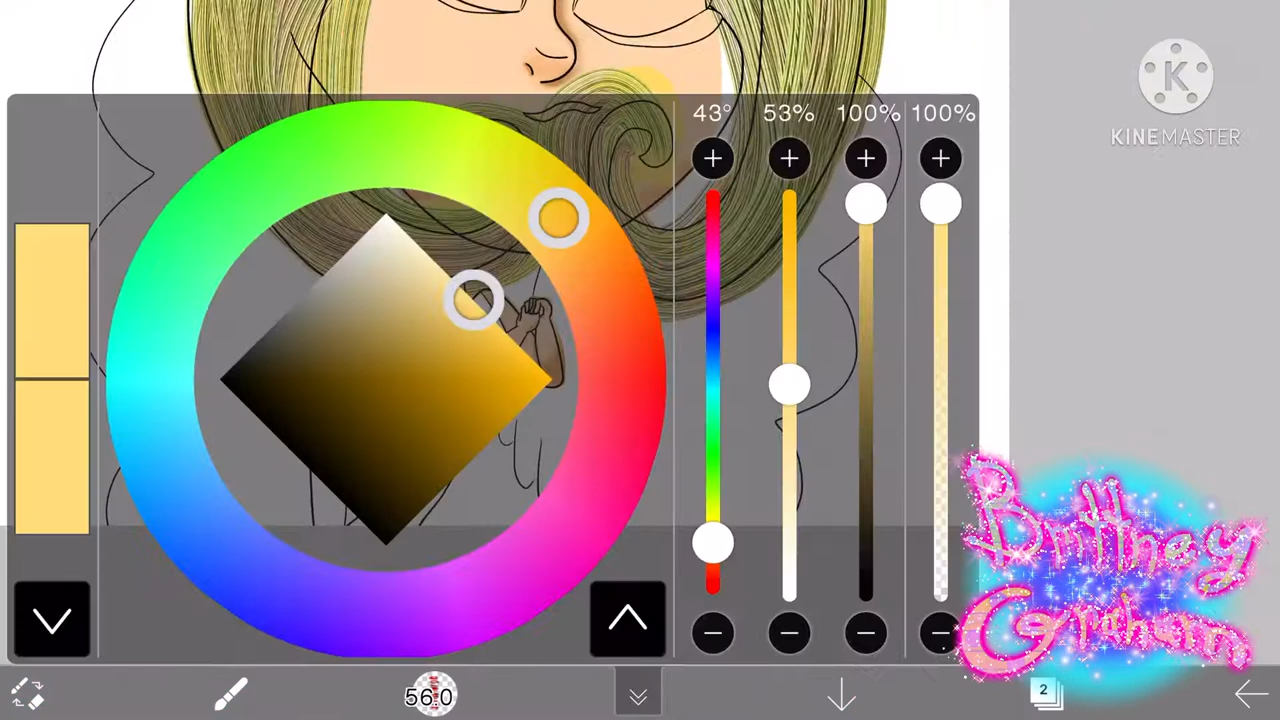 43° 53% 100% 100%
K
KINEMASTER
Brittney
Graham
56.0
2